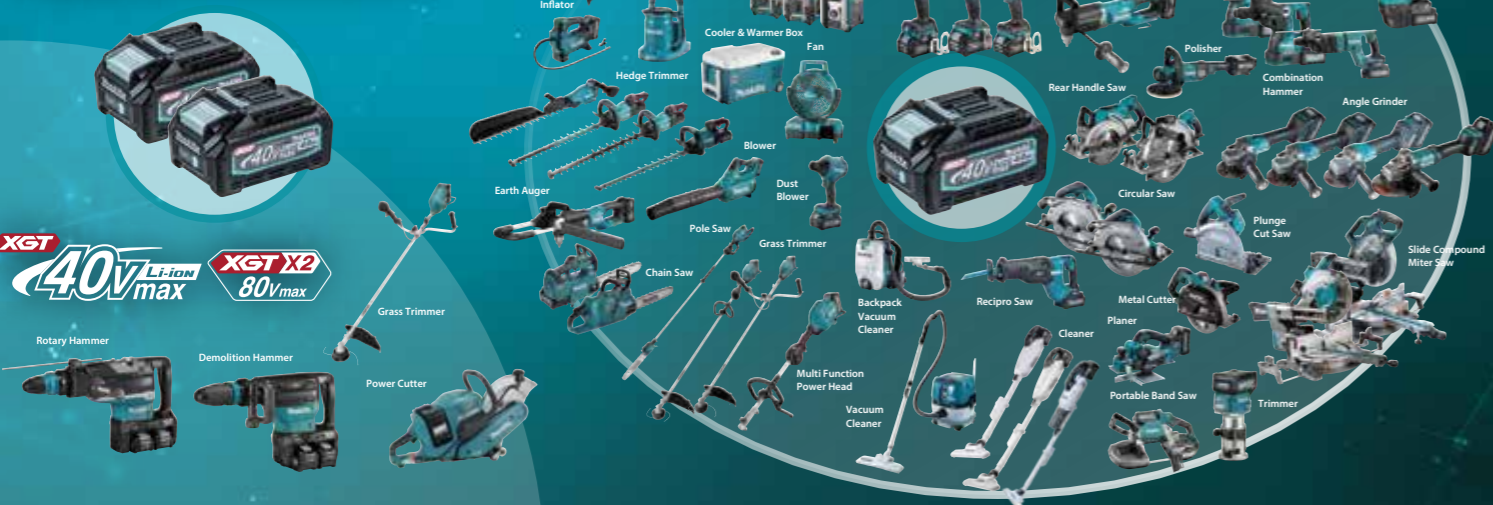 Inflator
Cooler & Warmer Box
Fan
Hedge Trimmer
Polisher
Combination
Hammer
Rear Handle Saw
Angle Grinder
Blower
Dust
Blower
Earth Auger
Circular Saw
Plunge
Cut Saw
Pole Saw
Grass Trimmer
Slide Compound
Miter Saw
Chain Saw
Backpack
Vacuum
Cleaner
Recipro Saw
Metal Cutter
Planer
Cleaner
Multi Function
Power Head
Portable Band Saw
Vacuum
Cleaner
Trimmer
XGT
40Vmax Li-ion
XGT X2
80Vmax
Grass Trimmer
Rotary Hammer
Demolition Hammer
Power Cutter